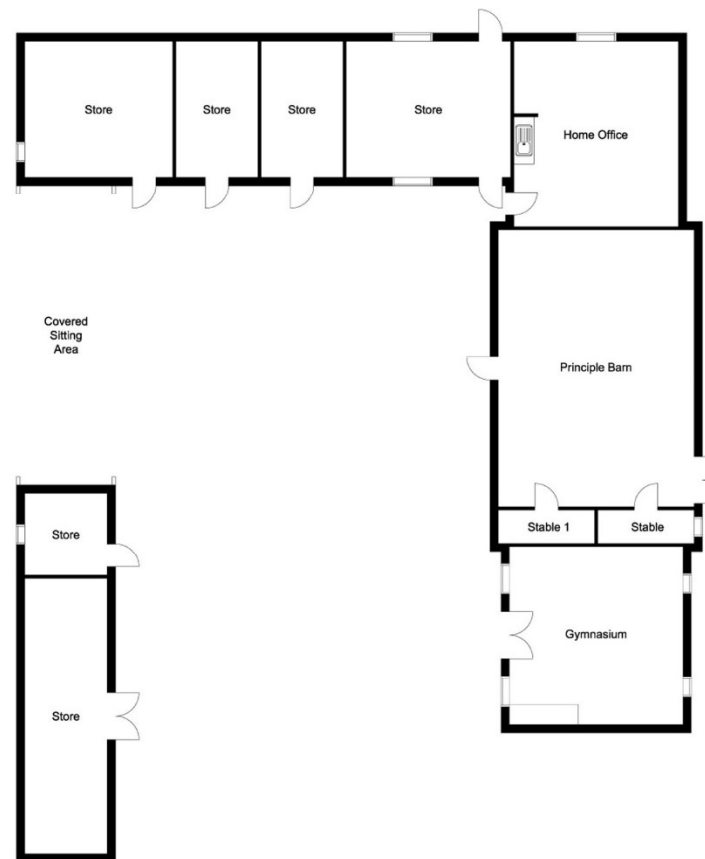 Store
Store
Store
Store
Home Office
Covered
Sitting
Area
Principle Barn
Stable 1
Stable
Store
Gymnasium
Store